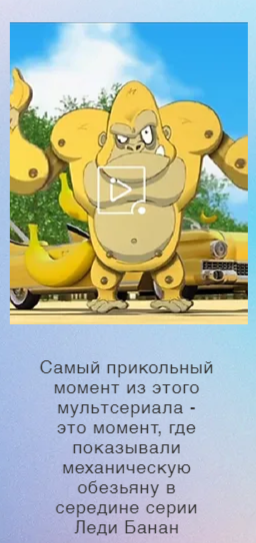 Самый прикольный
момент из этого
мультсериала -
это момент, где
показывали
механическую
обезьяну в
середине серии
Леди Банан